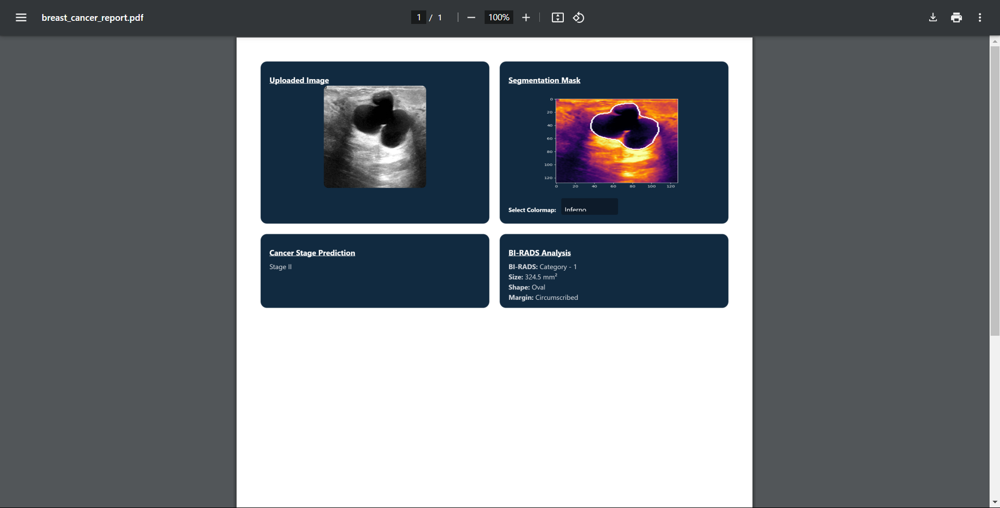 breast_cancer_report.pdf
1 / 1
100%
Uploaded Image
Segmentation Mask
0
20
40
60
80
100
120
0 20 40 60 80 100 120
Select Colormap: Inferno
Cancer Stage Prediction
Stage II
BI-RADS Analysis
BI-RADS: Category - 1
Size: 324.5 mm²
Shape: Oval
Margin: Circumscribed